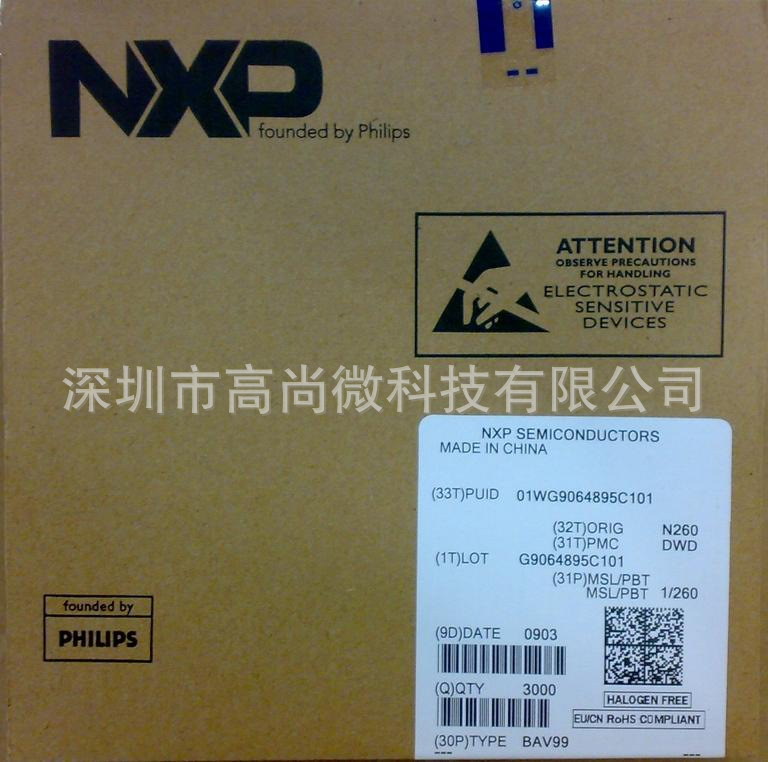 NXP
founded by Philips
ATTENTION
OBSERVE PRECAUTIONS
FOR HANDLING
ELECTROSTATIC
SENSITIVE
DEVICES
深圳市高尚微科技有限公司
NXP SEMICONDUCTORS
MADE IN CHINA
(33T)PUID 01WG9064895C101
(32T)ORIG N260
(31T)PMC DWD
(1T)LOT G9064895C101
(31P)MSL/PBT
MSL/PBT 1/260
founded by
PHILIPS
(9D)DATE 0903
(Q)QTY 3000
HALOGEN FREE
EU/CN RoHS COMPLIANT
(30P)TYPE BAV99